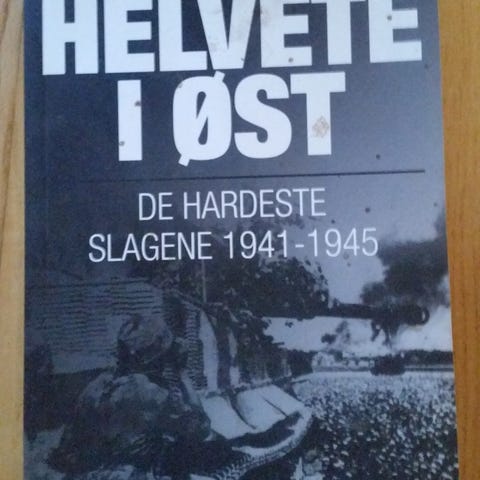 HELVETE
I ØST
DE HARDESTE
SLAGENE 1941-1945